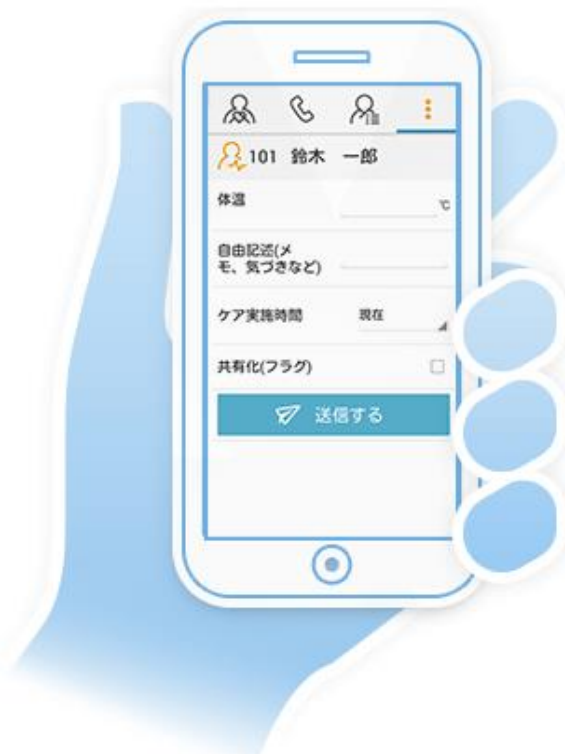 101 鈴木 一郎
体温 ℃
自由記述(メ
モ、気づきなど)
ケア実施時間 現在
共有化(フラグ)
送信する